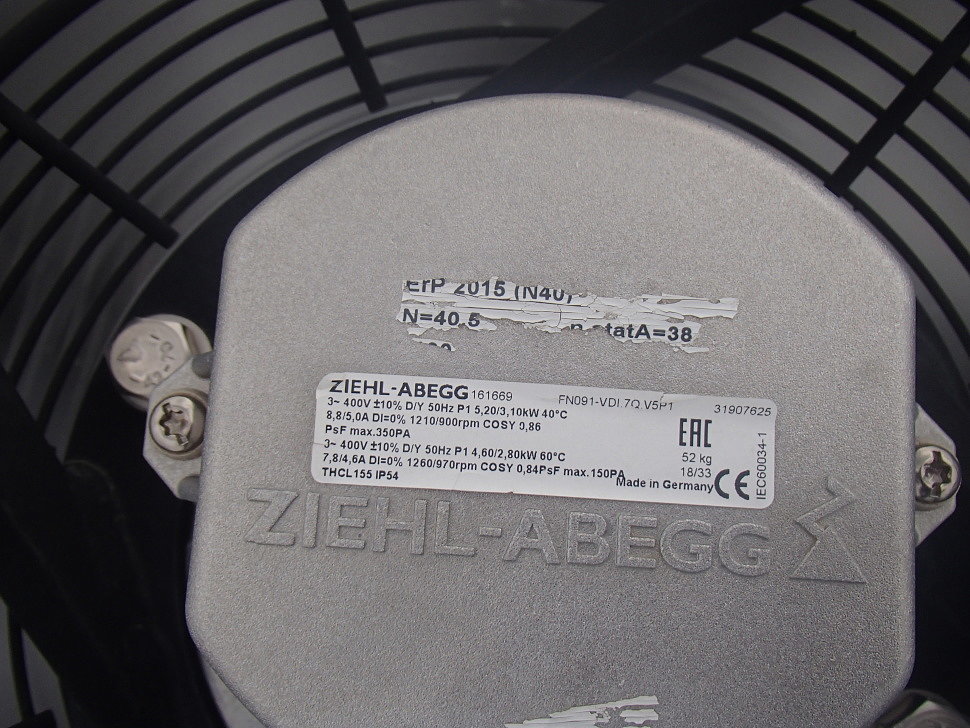 ErP 2015 (N40)
N=40.5 statA=38
ZIEHL-ABEGG 161669 FN091-VDI.7Q.V5P1 31907625
3~ 400V ±10% D/Y 50Hz P1 5,20/3,10kW 40°C
8,8/5,0A DI=0% 1210/900rpm COSY 0,86
PsF max.350PA
EAC
3~ 400V ±10% D/Y 50Hz P1 4,60/2,80kW 60°C
52 kg
7,8/4,6A DI=0% 1260/970rpm COSY 0,84PsF max.150PA
18/33
THCL155 IP54
Made in Germany CE
IEC60034-1
ZIEHL-ABEGG